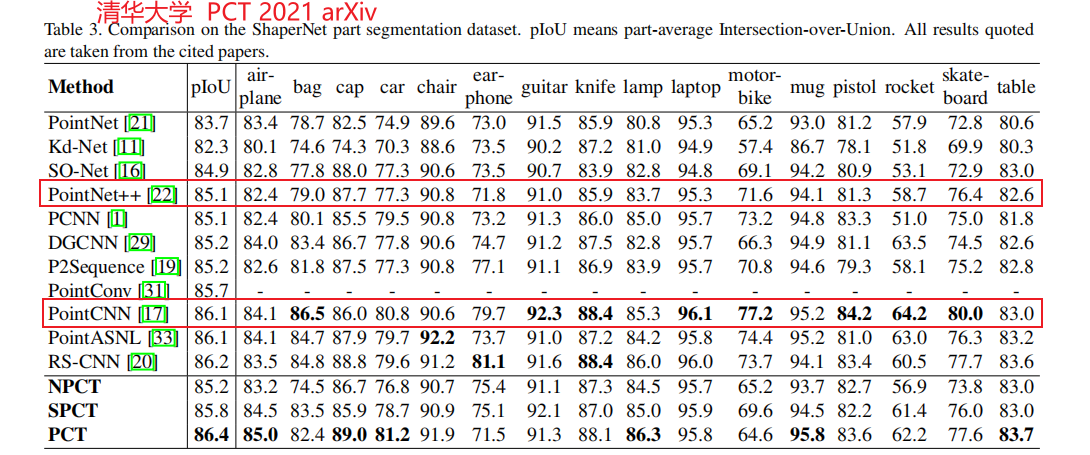 清华大学 PCT 2021 arXiv
Table 3. Comparison on the ShaperNet part segmentation dataset. pIoU means part-average Intersection-over-Union. All results quoted
are taken from the cited papers.
Method pIoU air-plane bag cap car chair ear-phone guitar knife lamp laptop motor-bike mug pistol rocket skate-board table
PointNet [21] 83.7 83.4 78.7 82.5 74.9 89.6 73.0 91.5 85.9 80.8 95.3 65.2 93.0 81.2 57.9 72.8 80.6
Kd-Net [11] 82.3 80.1 74.6 74.3 70.3 88.6 73.5 90.2 87.2 81.0 94.9 57.4 86.7 78.1 51.8 69.9 80.3
SO-Net [16] 84.9 82.8 77.8 88.0 77.3 90.6 73.5 90.7 83.9 82.8 94.8 69.1 94.2 80.9 53.1 72.9 83.0
PointNet++ [22] 85.1 82.4 79.0 87.7 77.3 90.8 71.8 91.0 85.9 83.7 95.3 71.6 94.1 81.3 58.7 76.4 82.6
PCNN [1] 85.1 82.4 80.1 85.5 79.5 90.8 73.2 91.3 86.0 85.0 95.7 73.2 94.8 83.3 51.0 75.0 81.8
DGCNN [29] 85.2 84.0 83.4 86.7 77.8 90.6 74.7 91.2 87.5 82.8 95.7 66.3 94.9 81.1 63.5 74.5 82.6
P2Sequence [19] 85.2 82.6 81.8 87.5 77.3 90.8 77.1 91.1 86.9 83.9 95.7 70.8 94.6 79.3 58.1 75.2 82.8
PointConv [31] 85.7 - - - - - - - - - - - - - - - -
PointCNN [17] 86.1 84.1 86.5 86.0 80.8 90.6 79.7 92.3 88.4 85.3 96.1 77.2 95.2 84.2 64.2 80.0 83.0
PointASNL [33] 86.1 84.1 84.7 87.9 79.7 92.2 73.7 91.0 87.2 84.2 95.8 74.4 95.2 81.0 63.0 76.3 83.2
RS-CNN [20] 86.2 83.5 84.8 88.8 79.6 91.2 81.1 91.6 88.4 86.0 96.0 73.7 94.1 83.4 60.5 77.7 83.6
NPCT 85.2 83.2 74.5 86.7 76.8 90.7 75.4 91.1 87.3 84.5 95.7 65.2 93.7 82.7 56.9 73.8 83.0
SPCT 85.8 84.5 83.5 85.9 78.7 90.9 75.1 92.1 87.0 85.0 95.9 69.6 94.5 82.2 61.4 76.0 83.0
PCT 86.4 85.0 82.4 89.0 81.2 91.9 71.5 91.3 88.1 86.3 95.8 64.6 95.8 83.6 62.2 77.6 83.7